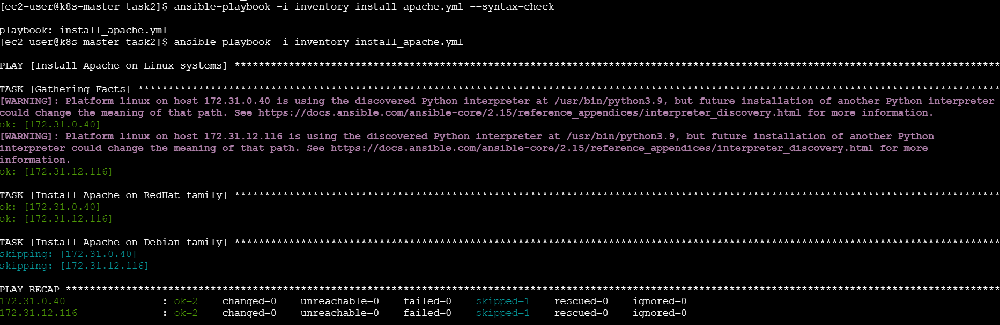 [ec2-user@k8s-master task2]$ ansible-playbook -i inventory install_apache.yml --syntax-check
playbook: install_apache.yml
[ec2-user@k8s-master task2]$ ansible-playbook -i inventory install_apache.yml
PLAY [Install Apache on Linux systems] *******************************************************************************************************************************
TASK [Gathering Facts] ***********************************************************************************************************************************************
[WARNING]: Platform linux on host 172.31.0.40 is using the discovered Python interpreter at /usr/bin/python3.9, but future installation of another Python interpreter
could change the meaning of that path. See https://docs.ansible.com/ansible-core/2.15/reference_appendices/interpreter_discovery.html for more information.
ok: [172.31.0.40]
[WARNING]: Platform linux on host 172.31.12.116 is using the discovered Python interpreter at /usr/bin/python3.9, but future installation of another Python
interpreter could change the meaning of that path. See https://docs.ansible.com/ansible-core/2.15/reference_appendices/interpreter_discovery.html for more
information.
ok: [172.31.12.116]
TASK [Install Apache on RedHat family] *******************************************************************************************************************************
ok: [172.31.0.40]
ok: [172.31.12.116]
TASK [Install Apache on Debian family] *******************************************************************************************************************************
skipping: [172.31.0.40]
skipping: [172.31.12.116]
PLAY RECAP ***********************************************************************************************************************************************************
172.31.0.40                : ok=2    changed=0    unreachable=0    failed=0    skipped=1    rescued=0    ignored=0
172.31.12.116              : ok=2    changed=0    unreachable=0    failed=0    skipped=1    rescued=0    ignored=0